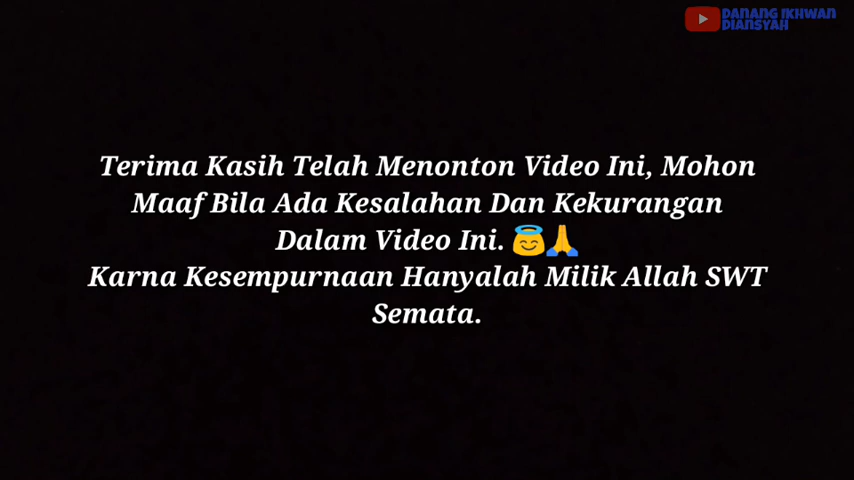 DANANG IKHWAN
DIANSYAH
Terima Kasih Telah Menonton Video Ini, Mohon
Maaf Bila Ada Kesalahan Dan Kekurangan
Dalam Video Ini. 😇🙏
Karna Kesempurnaan Hanyalah Milik Allah SWT
Semata.